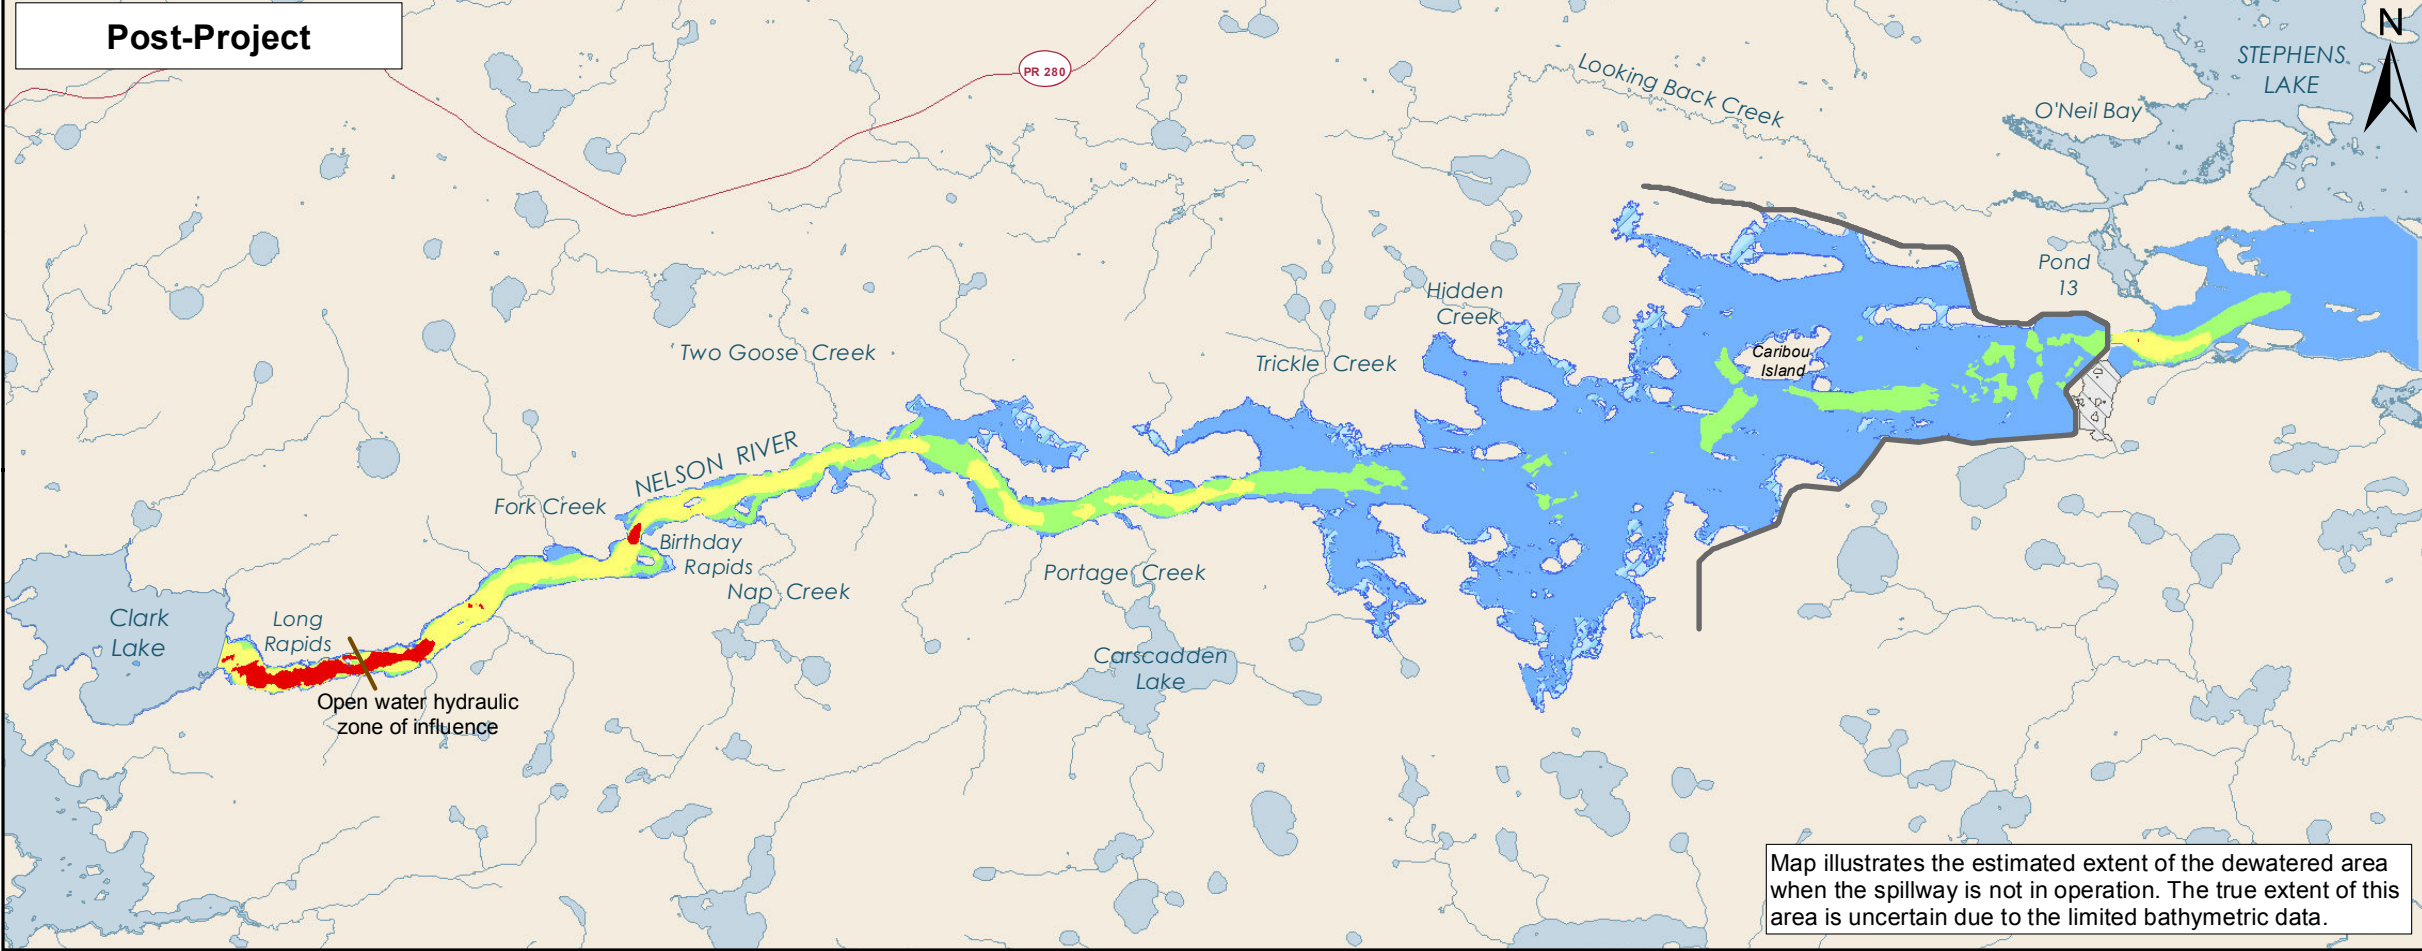 Post-Project
N
PR 280
STEPHENS
LAKE
Looking Back Creek
O'Neil Bay
Pond
13
Hidden
Creek
Two Goose Creek
Trickle Creek
Caribou
Island
NELSON RIVER
Fork Creek
Birthday
Rapids
Nap Creek
Portage Creek
Clark
Lake
Long
Rapids
Carscadden
Lake
Open water hydraulic
zone of influence
Map illustrates the estimated extent of the dewatered area
when the spillway is not in operation. The true extent of this
area is uncertain due to the limited bathymetric data.